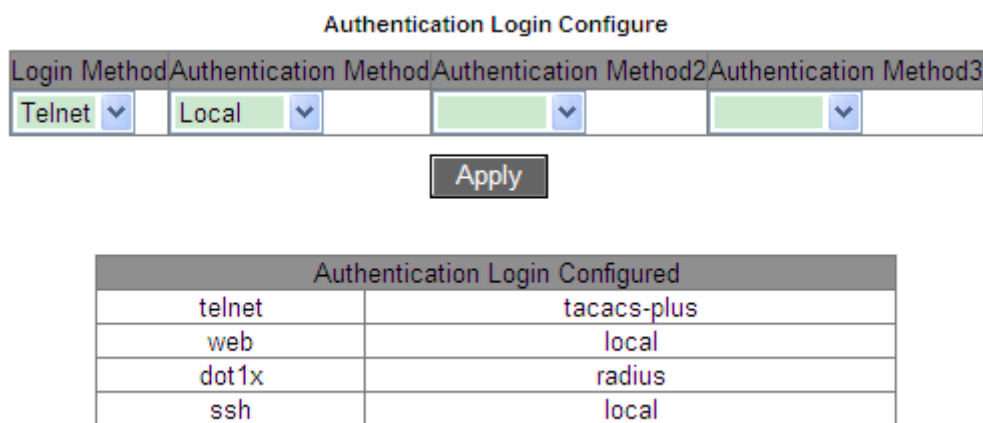 Authentication Login Configure
Login Method Authentication Method Authentication Method2 Authentication Method3
Telnet Local
Apply
Authentication Login Configured
telnet tacacs-plus
web local
dot1x radius
ssh local